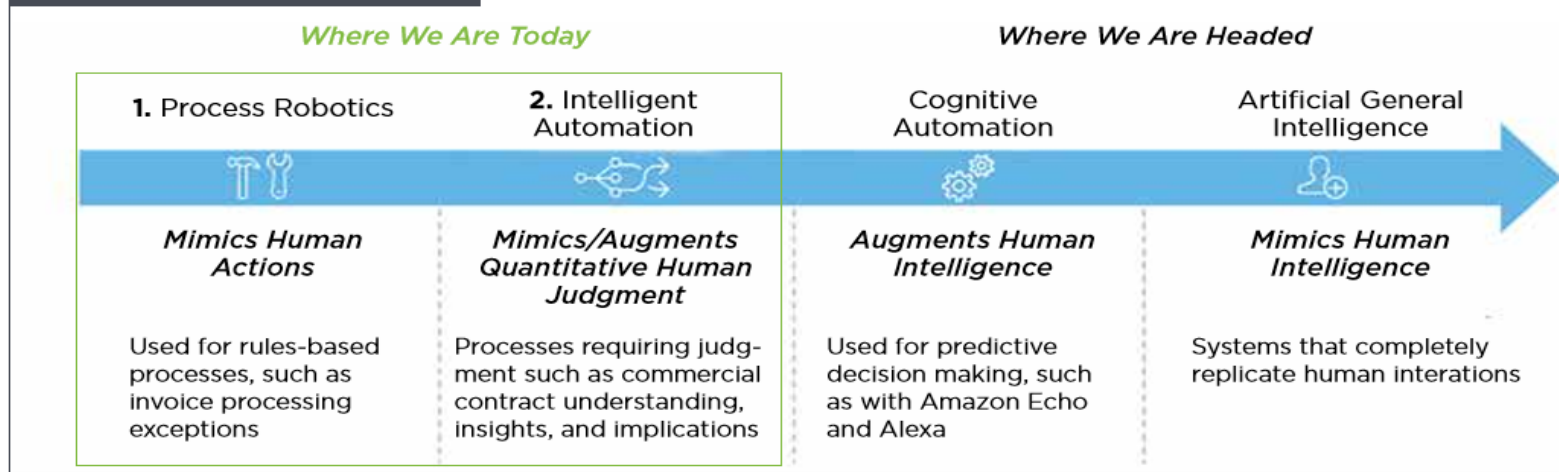 Where We Are Today
Where We Are Headed
1. Process Robotics
2. Intelligent
Automation
Cognitive
Automation
Artificial General
Intelligence
Mimics Human
Actions
Mimics/Augments
Quantitative Human
Judgment
Augments Human
Intelligence
Mimics Human
Intelligence
Used for rules-based
processes, such as
invoice processing
exceptions
Processes requiring judg-
ment such as commercial
contract understanding,
insights, and implications
Used for predictive
decision making, such
as with Amazon Echo
and Alexa
Systems that completely
replicate human interations